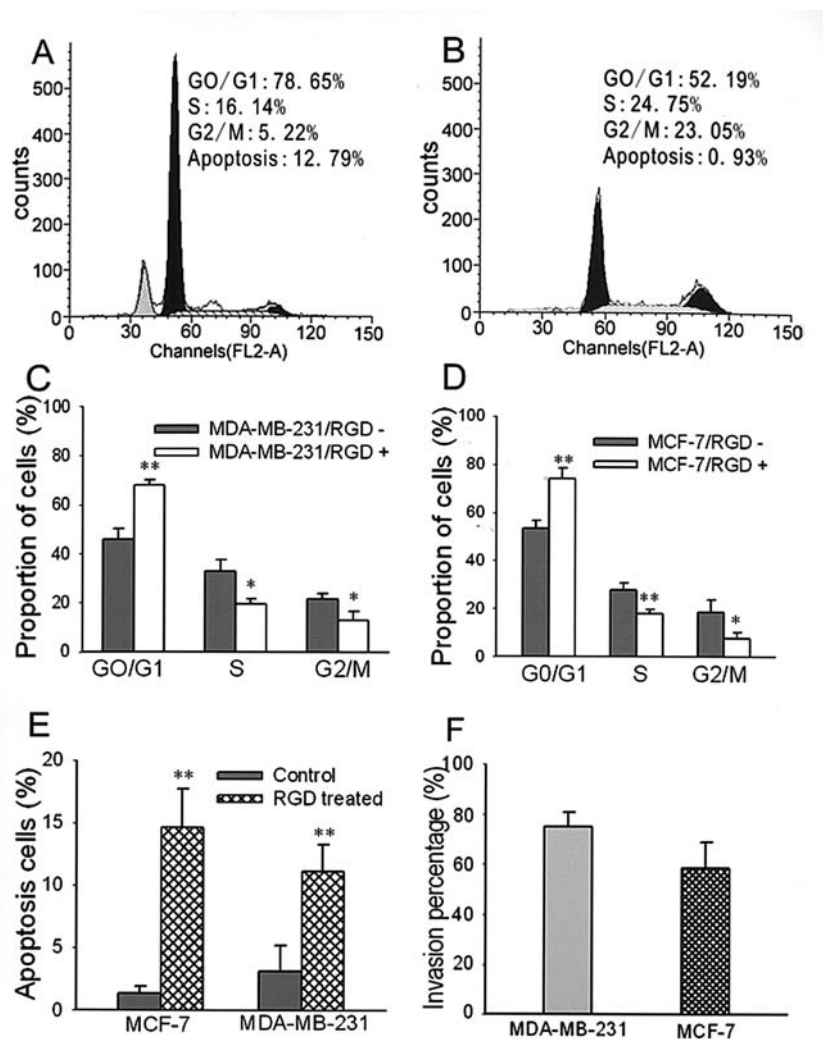 A
GO/G1: 78. 65%
S: 16. 14%
G2/M: 5. 22%
Apoptosis: 12. 79%
counts
500
400
300
200
100
0
0 30 60 90 120 150
Channels(FL2-A)
B
GO/G1: 52. 19%
S: 24. 75%
G2/M: 23. 05%
Apoptosis: 0. 93%
counts
500
400
300
200
100
0
0 30 60 90 120 150
Channels(FL2-A)
C
Proportion of cells (%)
100
80
60
40
20
0
MDA-MB-231/RGD -
MDA-MB-231/RGD +
**
*
*
GO/G1 S G2/M
D
Proportion of cells (%)
100
80
60
40
20
0
MCF-7/RGD -
MCF-7/RGD +
**
**
*
G0/G1 S G2/M
E
Apoptosis cells (%)
20
15
10
5
0
Control
RGD treated
**
**
MCF-7 MDA-MB-231
F
Invasion percentage (%)
100
80
60
40
20
0
MDA-MB-231 MCF-7